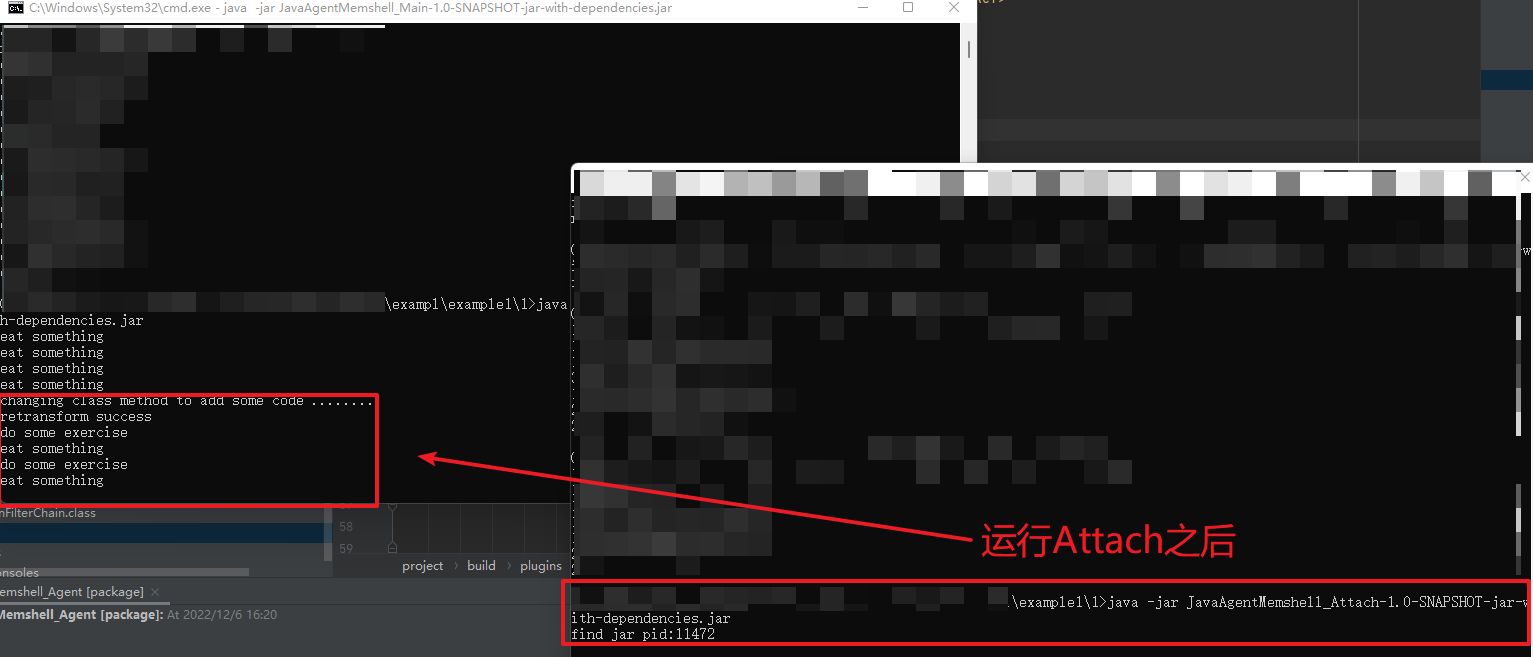 C:\Windows\System32\cmd.exe - java -jar JavaAgentMemshell_Main-1.0-SNAPSHOT-jar-with-dependencies.jar
\exampl\example1\1>java
h-dependencies.jar
eat something
eat something
eat something
eat something
changing class method to add some code ........
retransform success
do some exercise
eat something
do some exercise
eat something
nFilterChain.class
58
59
onsoles
project › build › plugins
emshell_Agent [package] ×
Memshell_Agent [package]: At 2022/12/6 16:20
运行Attach之后
\example1\1>java -jar JavaAgentMemshell_Attach-1.0-SNAPSHOT-jar-w
ith-dependencies.jar
find jar pid:11472